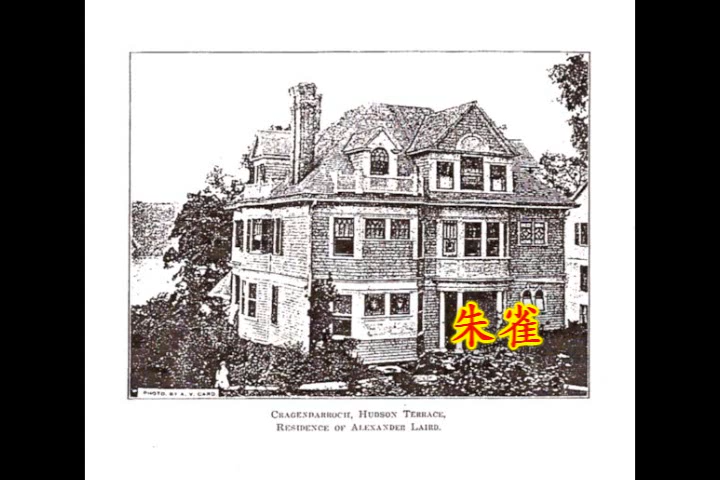 朱雀
PHOTO. BY A. V. CARD
CRAGENDARROCH, HUDSON TERRACE,
RESIDENCE OF ALEXANDER LAIRD.